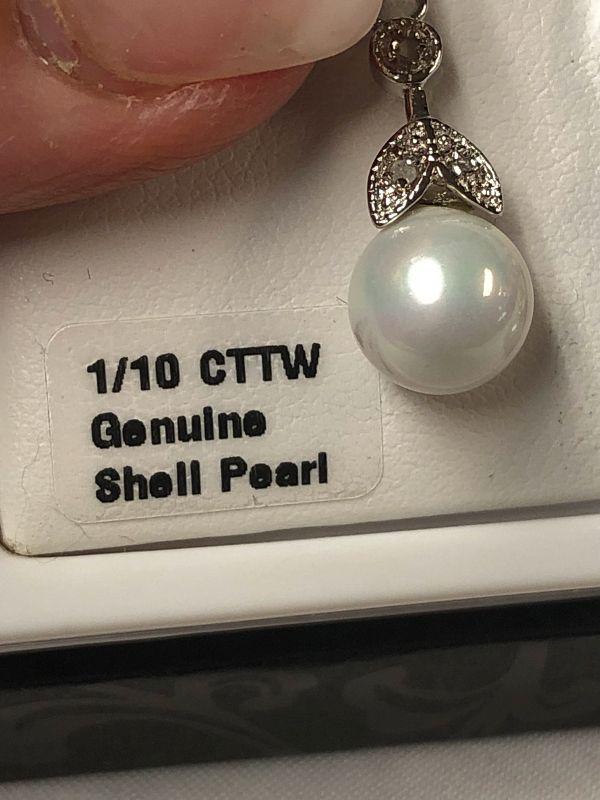 1/10 CTTW
Genuine
Shell Pearl